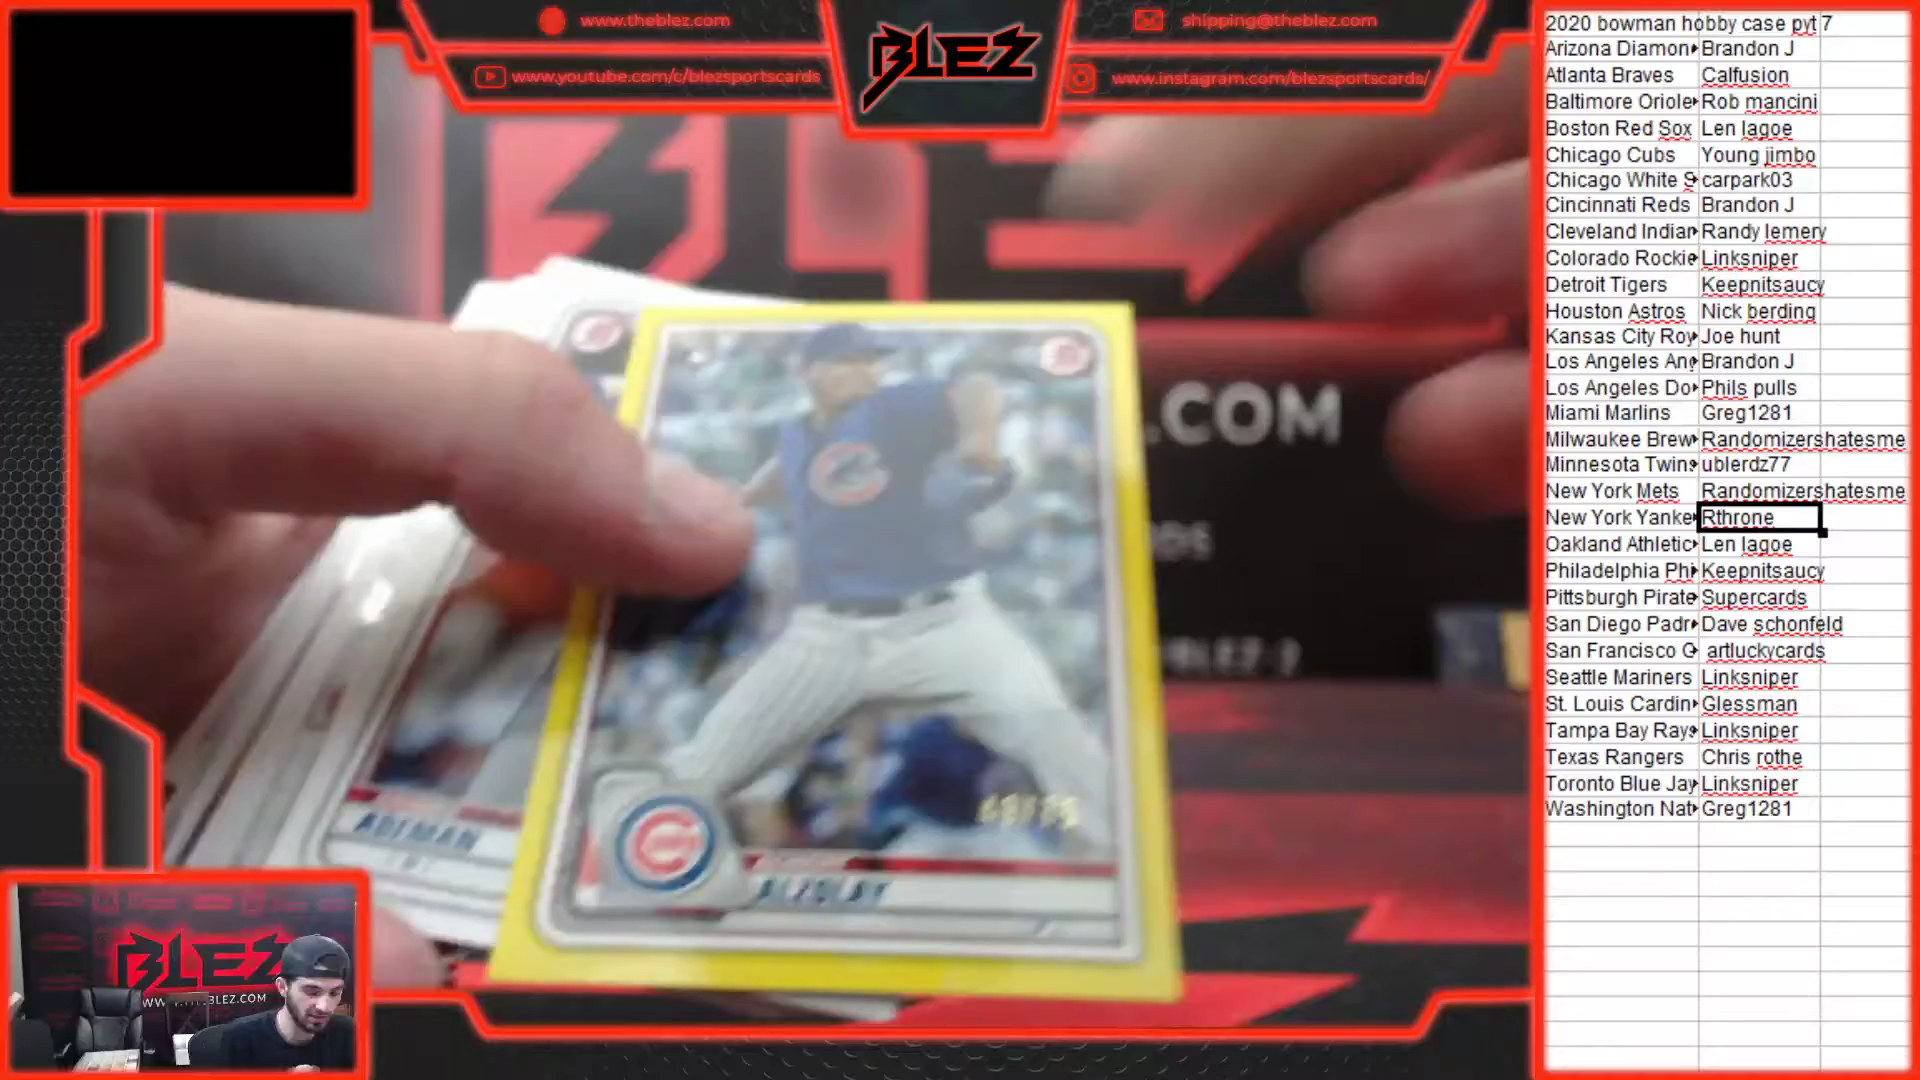 www.theblez.com
shipping@theblez.com
BLEZ
www.youtube.com/c/blezsportscards
www.instagram.com/blezsportscards/
.COM
ADEMAN
ALZOLAY
BLEZ
2020 bowman hobby case pyt 7
Arizona Diamon Brandon J
Atlanta Braves Calfusion
Baltimore Oriole Rob mancini
Boston Red Sox Len lagoe
Chicago Cubs Young jimbo
Chicago White S carpark03
Cincinnati Reds Brandon J
Cleveland Indian Randy lemery
Colorado Rockie Linksniper
Detroit Tigers Keepnitsaucy
Houston Astros Nick berding
Kansas City Roy Joe hunt
Los Angeles Ang Brandon J
Los Angeles Do Phils pulls
Miami Marlins Greg1281
Milwaukee Brew Randomizershatesme
Minnesota Twins ublerdz77
New York Mets Randomizershatesme
New York Yanke Rthrone
Oakland Athletic Len lagoe
Philadelphia Phi Keepnitsaucy
Pittsburgh Pirate Supercards
San Diego Padr Dave schonfeld
San Francisco G artluckycards
Seattle Mariners Linksniper
St. Louis Cardin Glessman
Tampa Bay Rays Linksniper
Texas Rangers Chris rothe
Toronto Blue Jay Linksniper
Washington Nat Greg1281